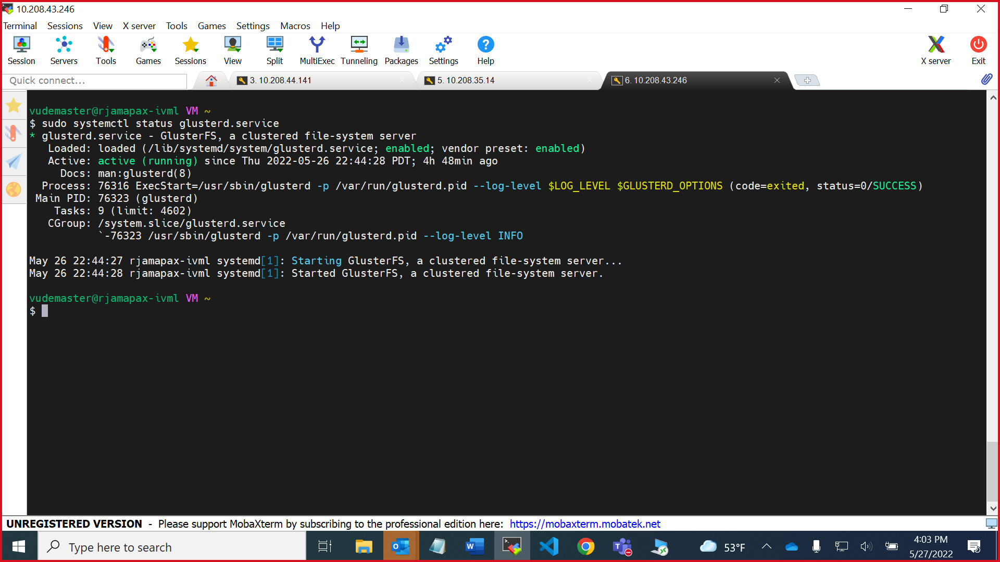 10.208.43.246
Terminal Sessions View X server Tools Games Settings Macros Help
Session Servers Tools Games Sessions View Split MultiExec Tunneling Packages Settings Help X server Exit
Quick connect... 3. 10.208.44.141 5. 10.208.35.14 6. 10.208.43.246
vudemaster@rjamapax-ivml VM ~
$ sudo systemctl status glusterd.service
* glusterd.service - GlusterFS, a clustered file-system server
Loaded: loaded (/lib/systemd/system/glusterd.service; enabled; vendor preset: enabled)
Active: active (running) since Thu 2022-05-26 22:44:28 PDT; 4h 48min ago
Docs: man:glusterd(8)
Process: 76316 ExecStart=/usr/sbin/glusterd -p /var/run/glusterd.pid --log-level $LOG_LEVEL $GLUSTERD_OPTIONS (code=exited, status=0/SUCCESS)
Main PID: 76323 (glusterd)
Tasks: 9 (limit: 4602)
CGroup: /system.slice/glusterd.service
`-76323 /usr/sbin/glusterd -p /var/run/glusterd.pid --log-level INFO
May 26 22:44:27 rjamapax-ivml systemd[1]: Starting GlusterFS, a clustered file-system server...
May 26 22:44:28 rjamapax-ivml systemd[1]: Started GlusterFS, a clustered file-system server.
vudemaster@rjamapax-ivml VM ~
$
UNREGISTERED VERSION - Please support MobaXterm by subscribing to the professional edition here: https://mobaxterm.mobatek.net
Type here to search 53°F 4:03 PM
5/27/2022